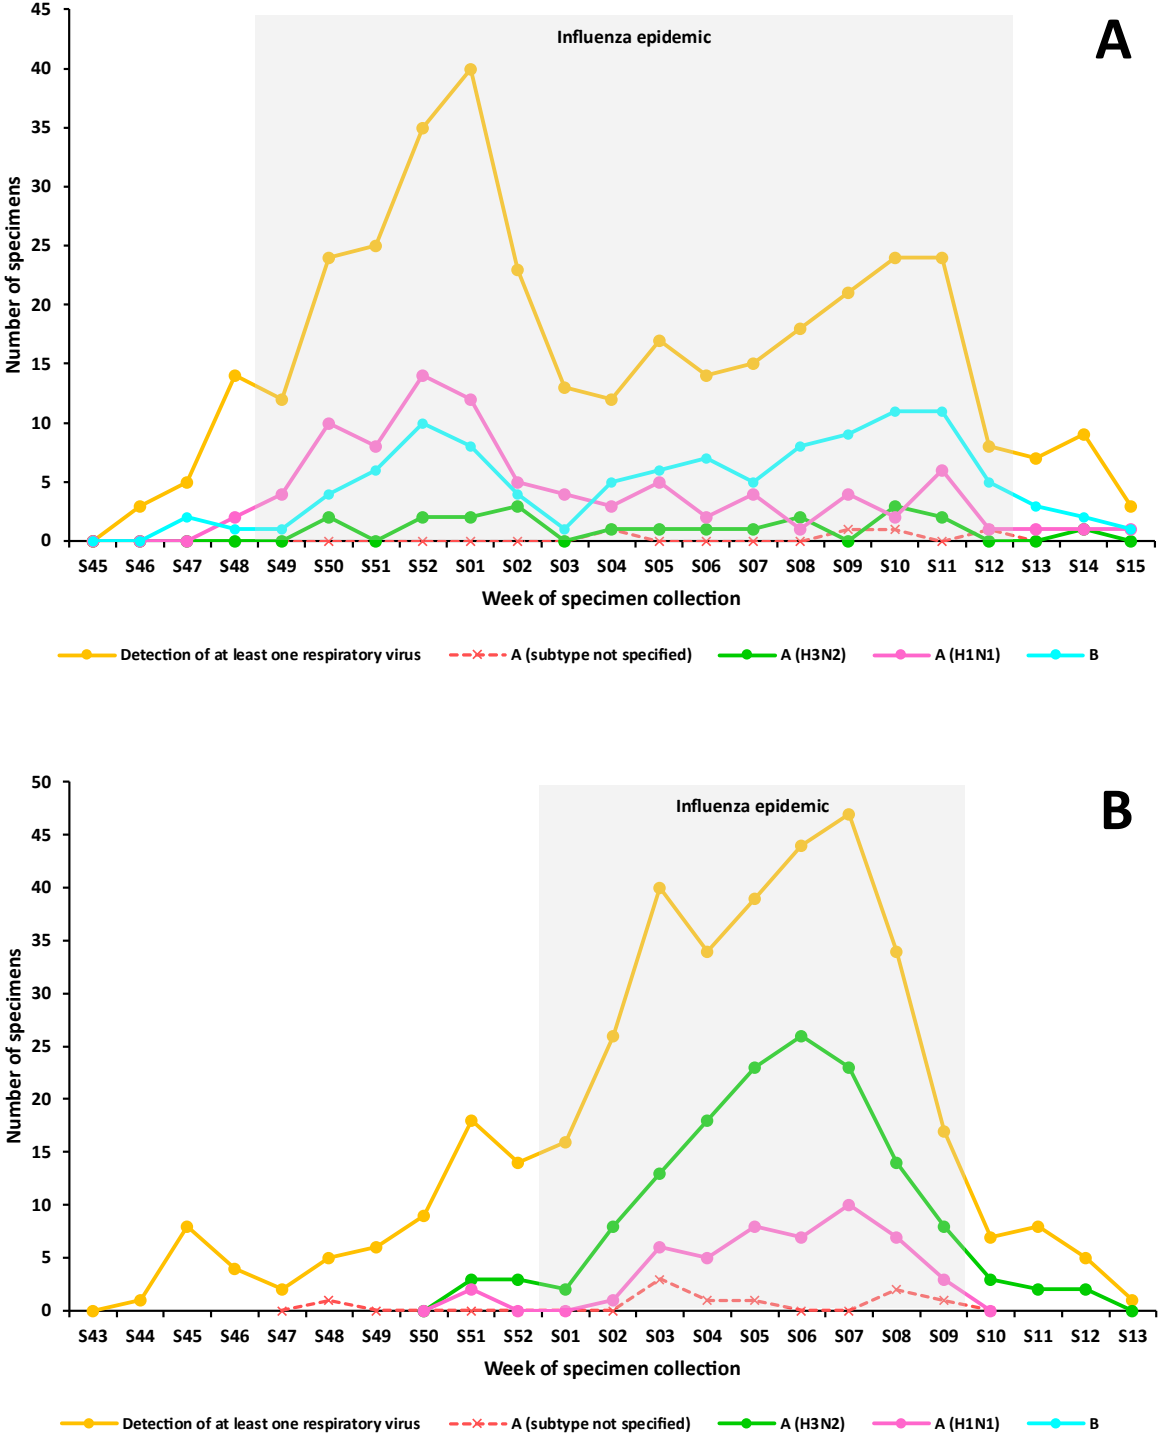 A
Influenza epidemic
Number of specimens
45
40
35
30
25
20
15
10
5
0
S45 S46 S47 S48 S49 S50 S51 S52 S01 S02 S03 S04 S05 S06 S07 S08 S09 S10 S11 S12 S13 S14 S15
Week of specimen collection
Detection of at least one respiratory virus A (subtype not specified) A (H3N2) A (H1N1) B
B
Influenza epidemic
Number of specimens
50
45
40
35
30
25
20
15
10
5
0
S43 S44 S45 S46 S47 S48 S49 S50 S51 S52 S01 S02 S03 S04 S05 S06 S07 S08 S09 S10 S11 S12 S13
Week of specimen collection
Detection of at least one respiratory virus A (subtype not specified) A (H3N2) A (H1N1) B